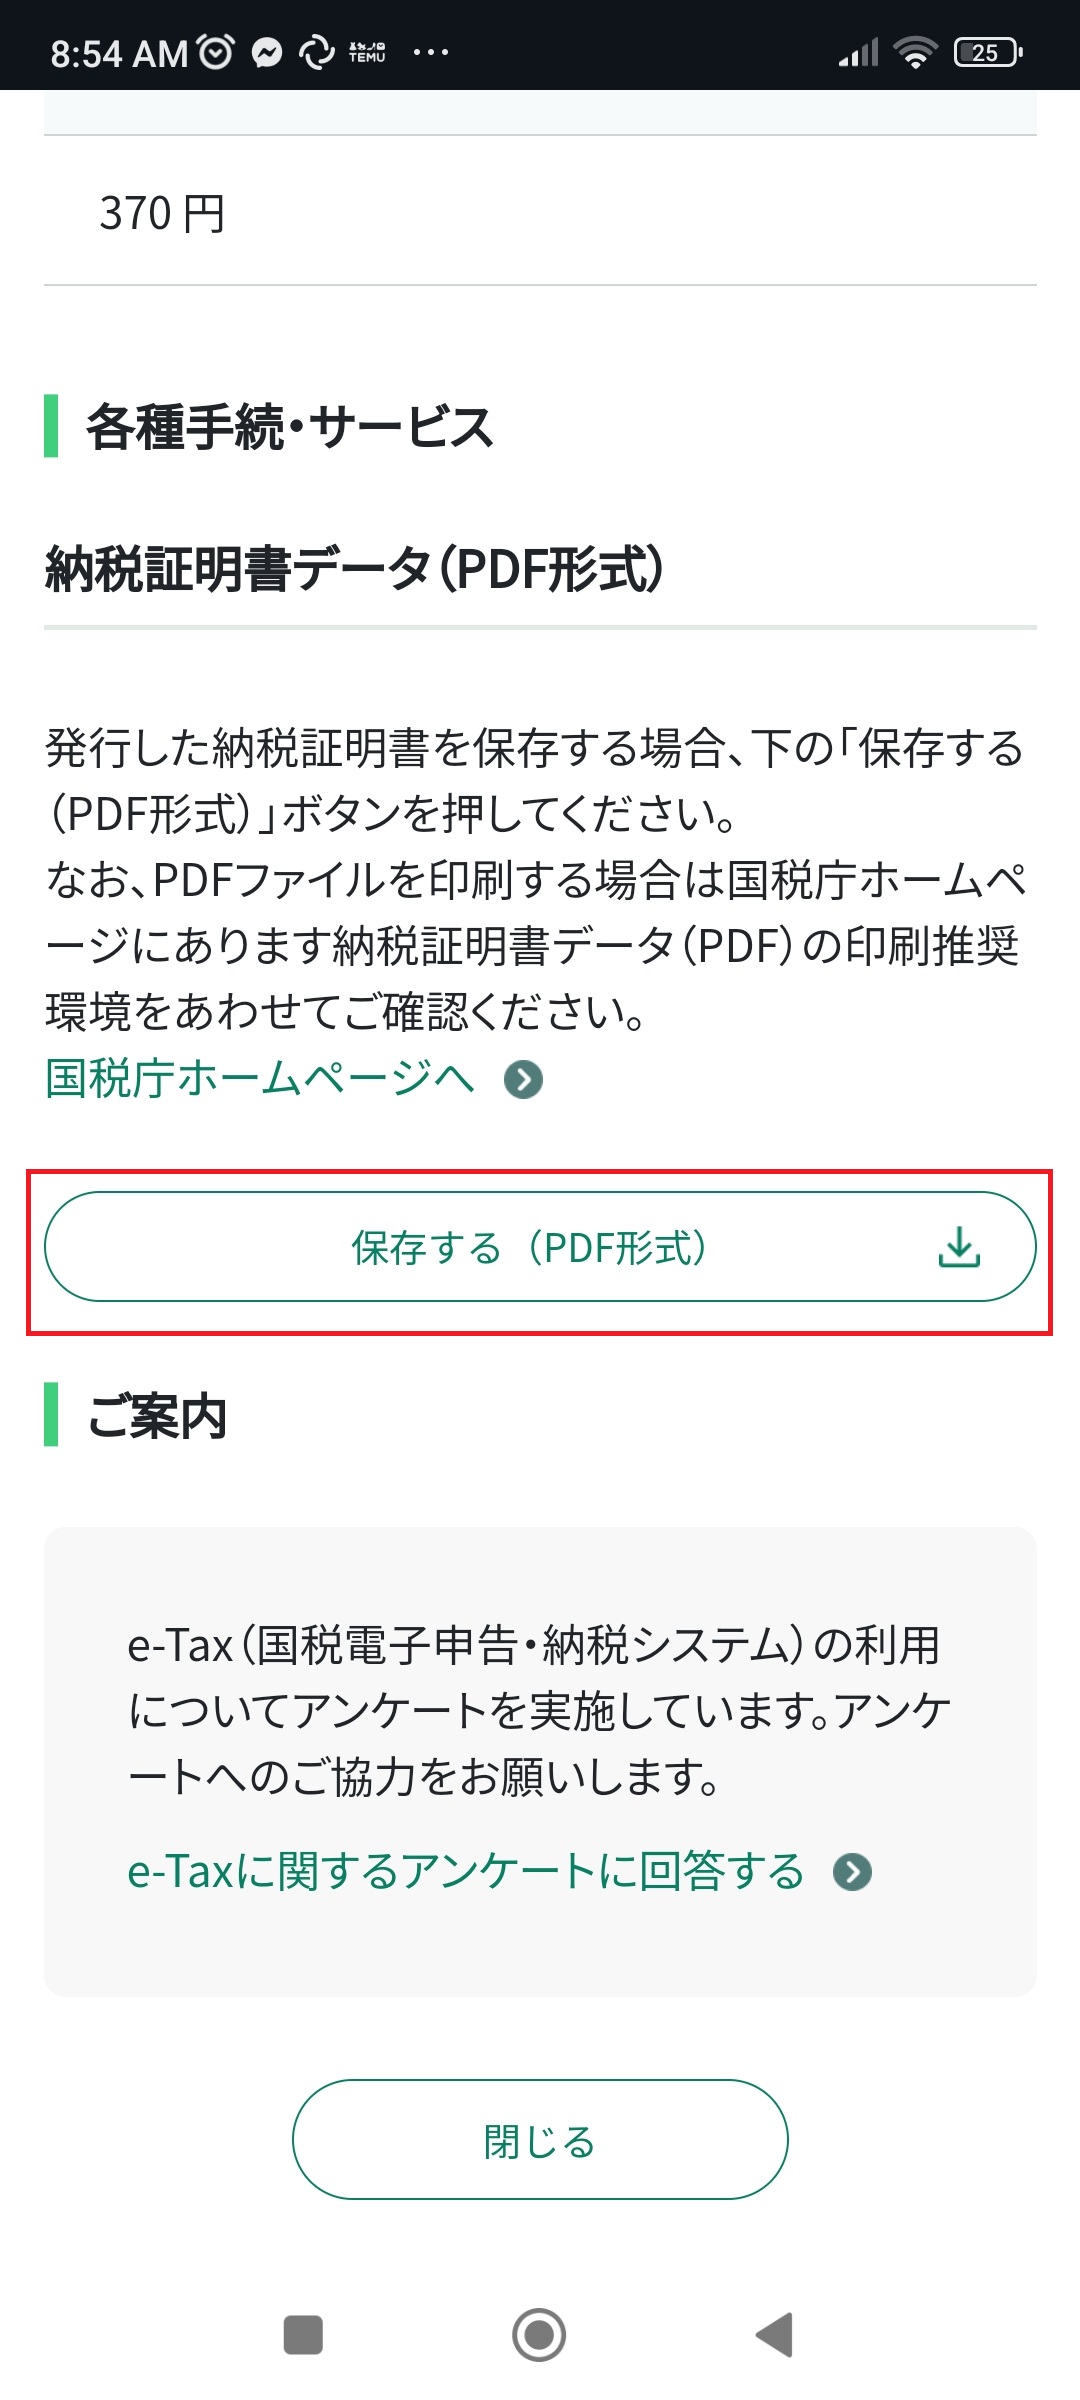 8:54 AM TEMU ... 25
370 円
各種手続・サービス
納税証明書データ（PDF形式）
発行した納税証明書を保存する場合、下の「保存する
（PDF形式）」ボタンを押してください。
なお、PDFファイルを印刷する場合は国税庁ホームペ
ージにあります納税証明書データ（PDF）の印刷推奨
環境をあわせてご確認ください。
国税庁ホームページへ
保存する（PDF形式）
ご案内
e-Tax（国税電子申告・納税システム）の利用
についてアンケートを実施しています。アンケ
ートへのご協力をお願いします。
e-Taxに関するアンケートに回答する
閉じる